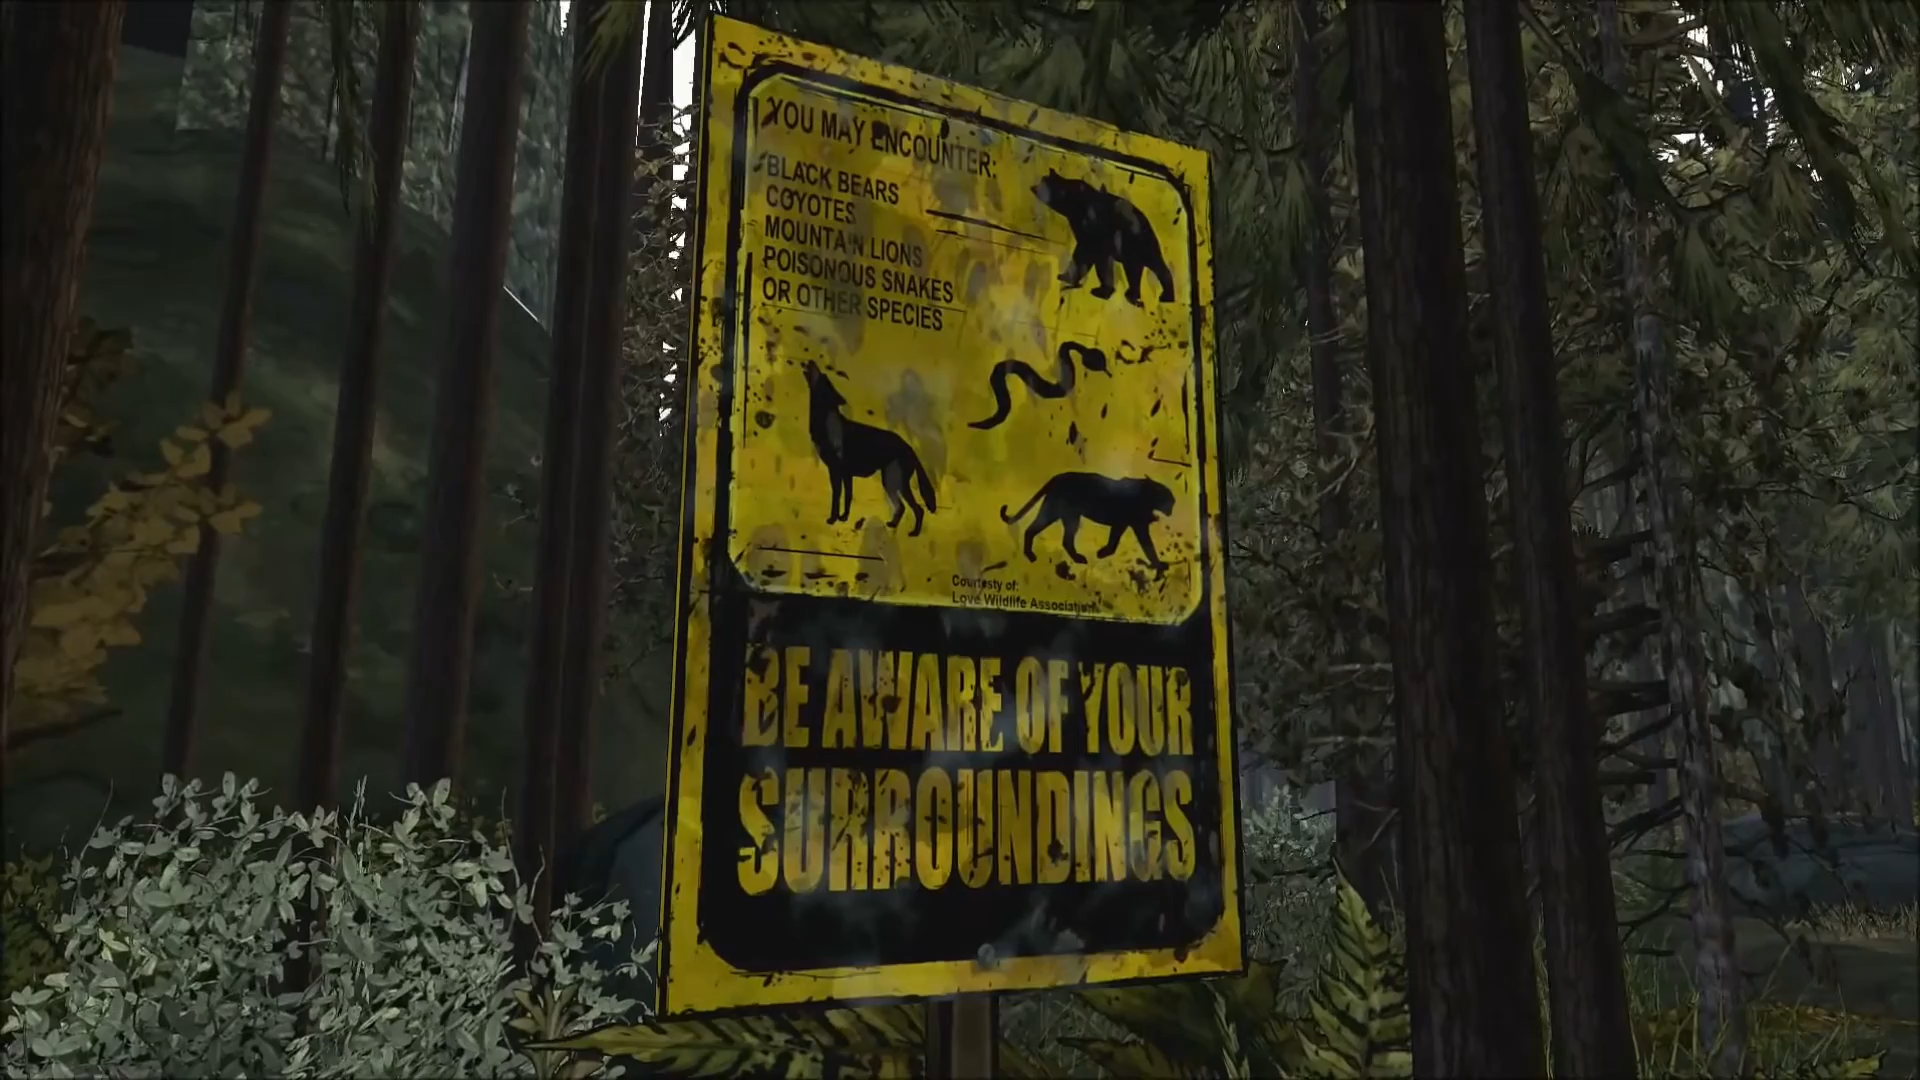 YOU MAY ENCOUNTER:
BLACK BEARS
COYOTES
MOUNTAIN LIONS
POISONOUS SNAKES
OR OTHER SPECIES
Courtesy of:
Love Wildlife Association
BE AWARE OF YOUR
SURROUNDINGS